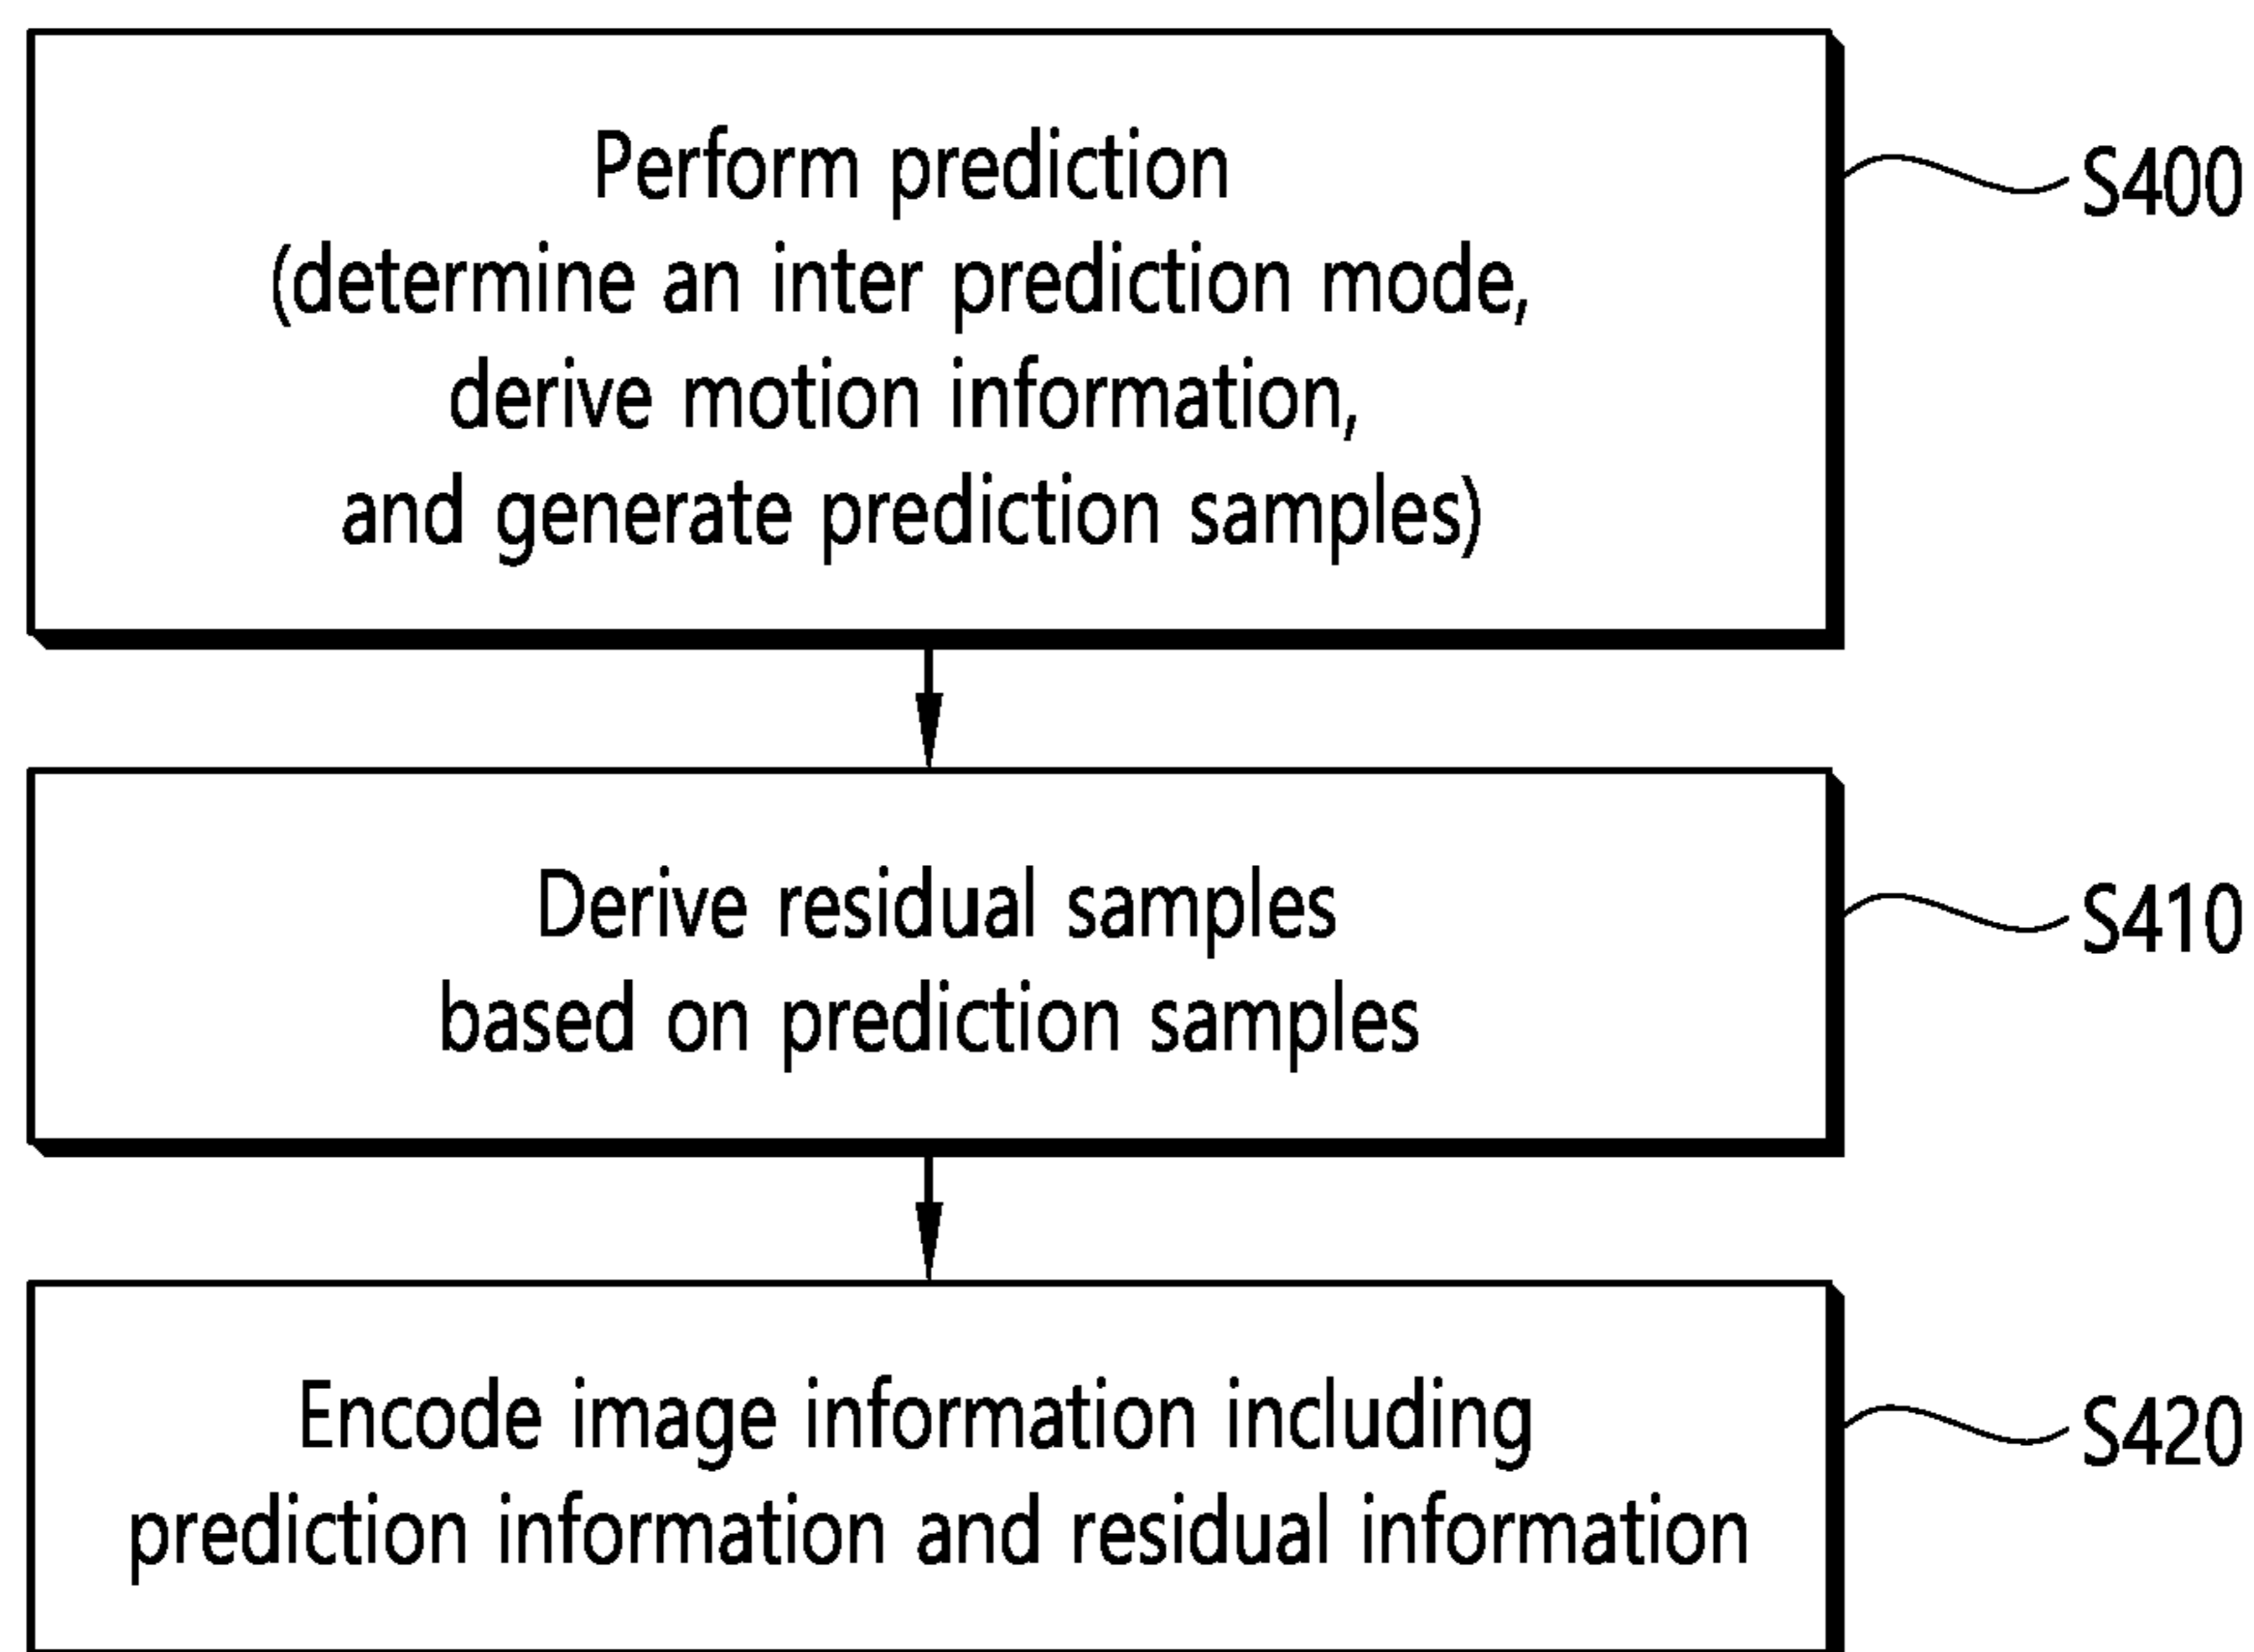 Perform prediction
(determine an inter prediction mode,
derive motion information,
and generate prediction samples)
S400
Derive residual samples
based on prediction samples
S410
Encode image information including
prediction information and residual information
S420